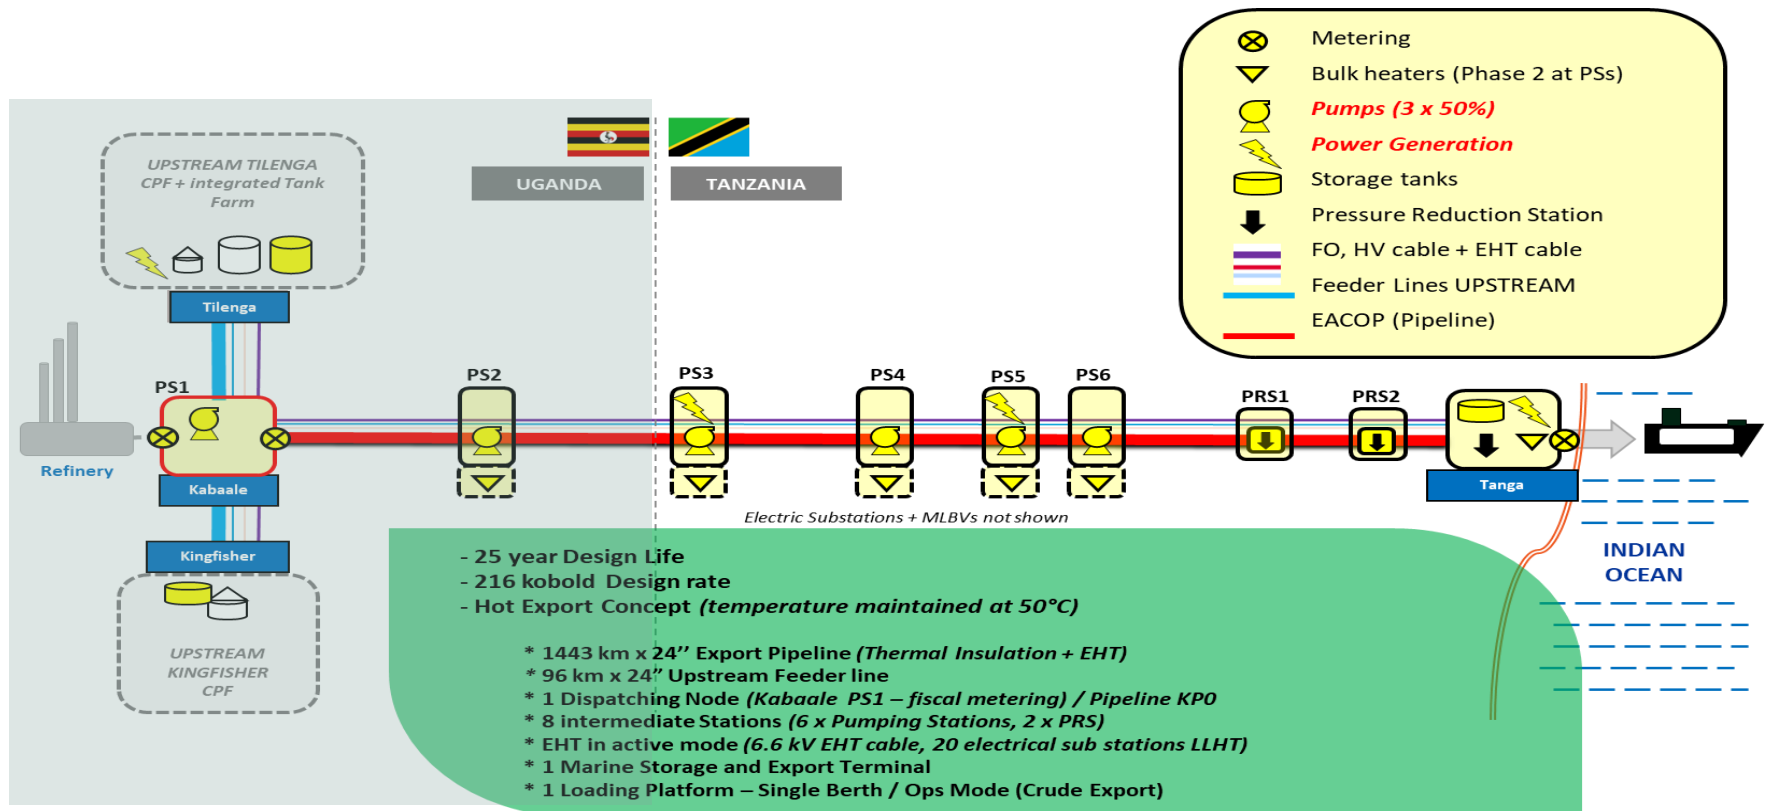 Metering
Bulk heaters (Phase 2 at PSs)
Pumps (3 x 50%)
Power Generation
Storage tanks
Pressure Reduction Station
FO, HV cable + EHT cable
Feeder Lines UPSTREAM
EACOP (Pipeline)
UGANDA
TANZANIA
UPSTREAM TILENGA
CPF + integrated Tank
Farm
Tilenga
PS1
PS2
PS3
PS4
PS5
PS6
PRS1
PRS2
Refinery
Kabaale
Tanga
Kingfisher
UPSTREAM
KINGFISHER
CPF
Electric Substations + MLBVs not shown
INDIAN
OCEAN
- 25 year Design Life
- 216 kobold Design rate
- Hot Export Concept (temperature maintained at 50°C)
* 1443 km x 24’’ Export Pipeline (Thermal Insulation + EHT)
* 96 km x 24” Upstream Feeder line
* 1 Dispatching Node (Kabaale PS1 – fiscal metering) / Pipeline KP0
* 8 intermediate Stations (6 x Pumping Stations, 2 x PRS)
* EHT in active mode (6.6 kV EHT cable, 20 electrical sub stations LLHT)
* 1 Marine Storage and Export Terminal
* 1 Loading Platform – Single Berth / Ops Mode (Crude Export)